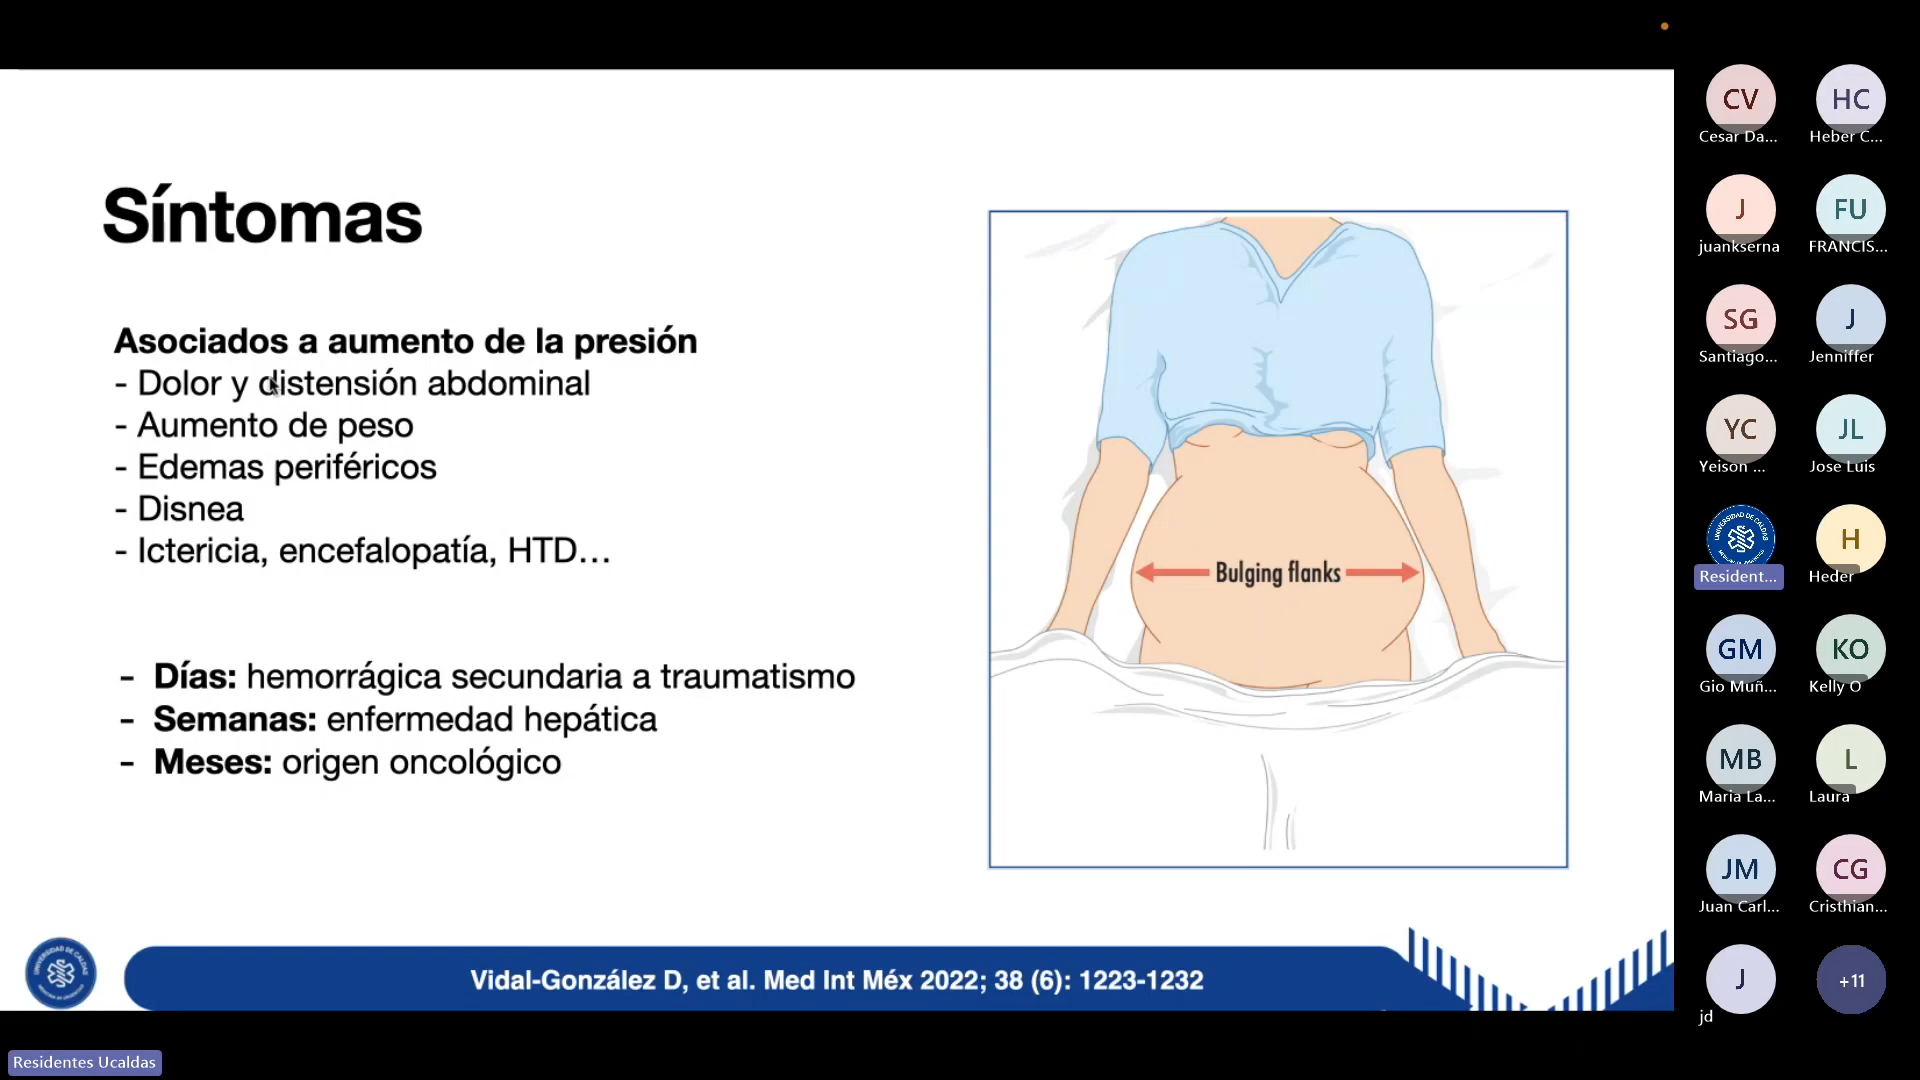 Síntomas
Asociados a aumento de la presión
- Dolor y distensión abdominal
- Aumento de peso
- Edemas periféricos
- Disnea
- Ictericia, encefalopatía, HTD...
- Días: hemorrágica secundaria a traumatismo
- Semanas: enfermedad hepática
- Meses: origen oncológico
Bulging flanks
Vidal-González D, et al. Med Int Méx 2022; 38 (6): 1223-1232
Residentes Ucaldas
CV
Cesar Da...
HC
Heber C...
J
juankserna
FU
FRANCIS...
SG
Santiago...
J
Jenniffer
YC
Yeison ...
JL
Jose Luis
UNIVERSIDAD DE CALDAS
Resident...
H
Heder
GM
Gio Muñ...
KO
Kelly O
MB
Maria La...
L
Laura
JM
Juan Carl...
CG
Cristhian...
J
jd
+11